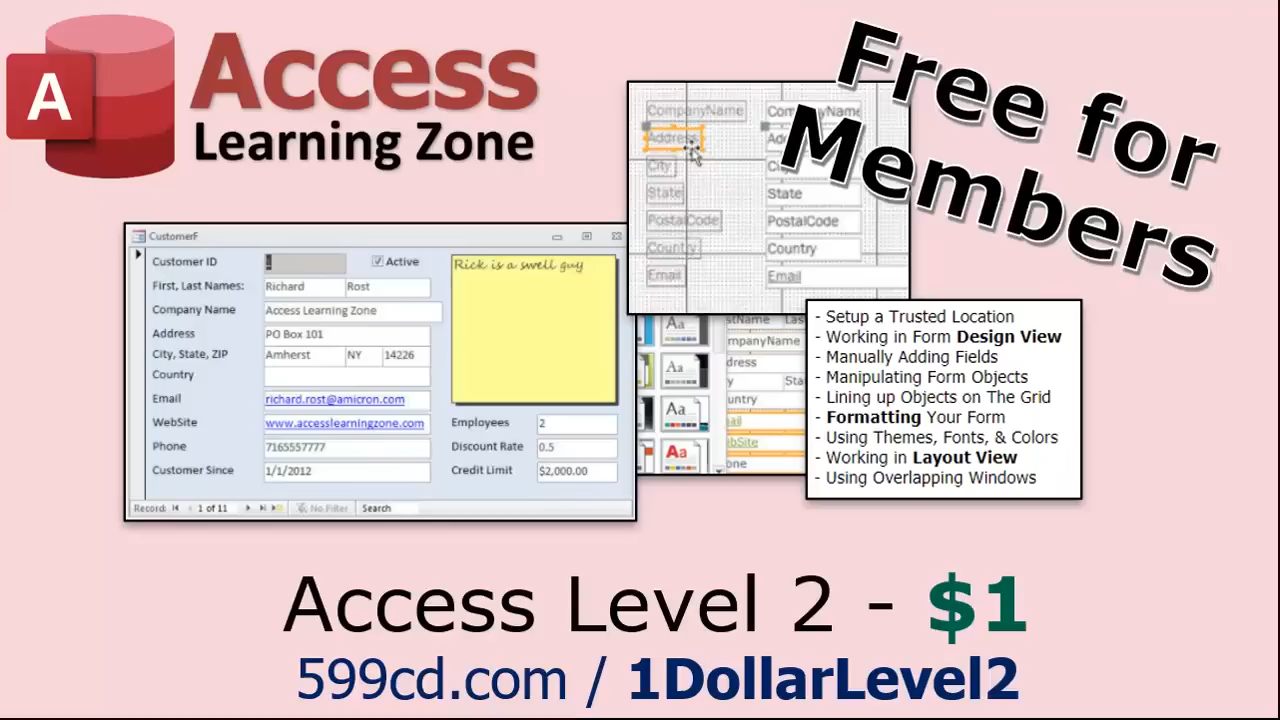 A
Access
Learning Zone
Free for
Members
CompanyName CompanyName
Address
City
State State
PostalCode PostalCode
Country Country
Email Email
CustomerF
Customer ID Active
First, Last Names: Richard Rost
Company Name Access Learning Zone
Address PO Box 101
City, State, ZIP Amherst NY 14226
Country
Email richard.rost@amicron.com
WebSite www.accesslearningzone.com
Phone 7165557777
Customer Since 1/1/2012
Rick is a swell guy
Employees 2
Discount Rate 0.5
Credit Limit $2,000.00
Record: 1 of 11 No Filter Search
Aa
Aa
Aa
Aa
- Setup a Trusted Location
- Working in Form Design View
- Manually Adding Fields
- Manipulating Form Objects
- Lining up Objects on The Grid
- Formatting Your Form
- Using Themes, Fonts, & Colors
- Working in Layout View
- Using Overlapping Windows
Access Level 2 - $1
599cd.com / 1DollarLevel2